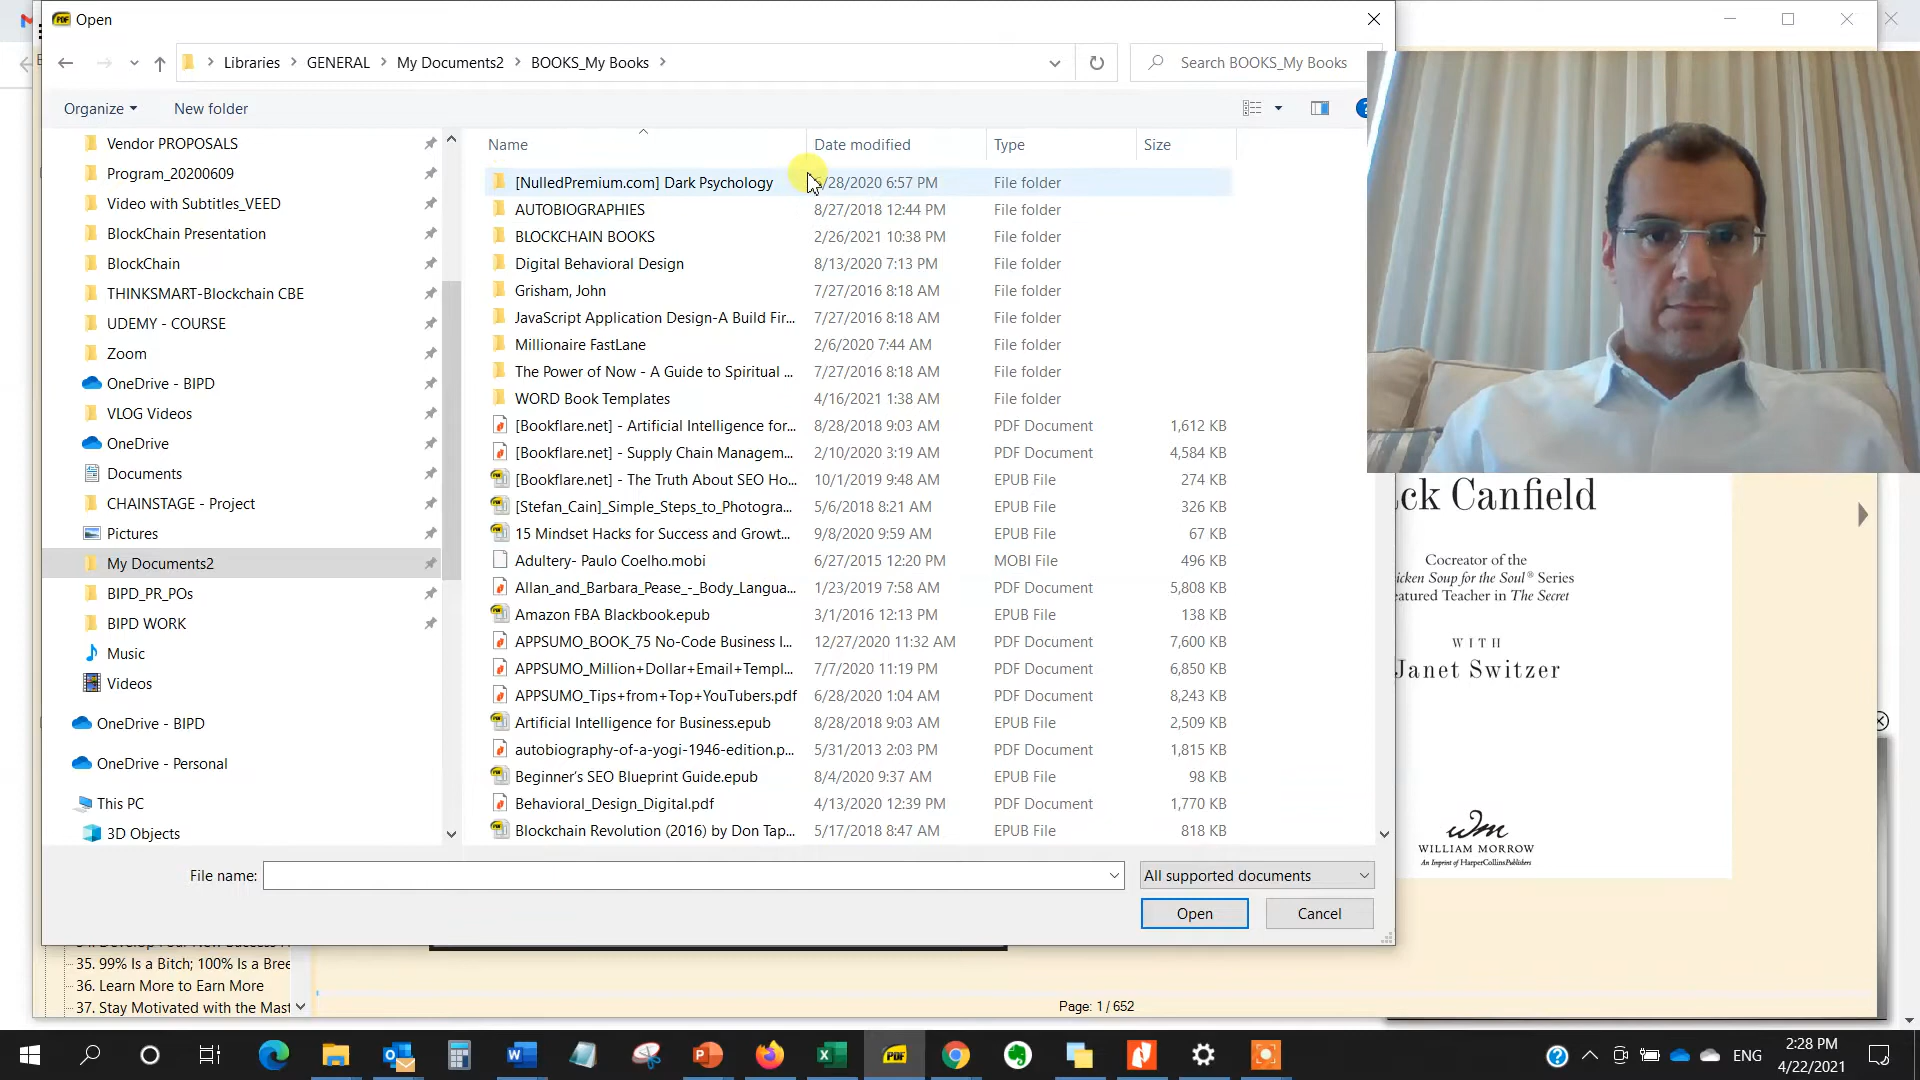 Open
Libraries GENERAL My Documents2 BOOKS_My Books
Search BOOKS_My Books
Organize New folder
Name Date modified Type Size
Vendor PROPOSALS
Program_20200609
Video with Subtitles_VEED
BlockChain Presentation
BlockChain
THINKSMART-Blockchain CBE
UDEMY - COURSE
Zoom
OneDrive - BIPD
VLOG Videos
OneDrive
Documents
CHAINSTAGE - Project
Pictures
My Documents2
BIPD_PR_POs
BIPD WORK
Music
Videos
OneDrive - BIPD
OneDrive - Personal
This PC
3D Objects
[NulledPremium.com] Dark Psychology /28/2020 6:57 PM File folder
AUTOBIOGRAPHIES 8/27/2018 12:44 PM File folder
BLOCKCHAIN BOOKS 2/26/2021 10:38 PM File folder
Digital Behavioral Design 8/13/2020 7:13 PM File folder
Grisham, John 7/27/2016 8:18 AM File folder
JavaScript Application Design-A Build Fir... 7/27/2016 8:18 AM File folder
Millionaire FastLane 2/6/2020 7:44 AM File folder
The Power of Now - A Guide to Spiritual ... 7/27/2016 8:18 AM File folder
WORD Book Templates 4/16/2021 1:38 AM File folder
[Bookflare.net] - Artificial Intelligence for... 8/28/2018 9:03 AM PDF Document 1,612 KB
[Bookflare.net] - Supply Chain Managem... 2/10/2020 3:19 AM PDF Document 4,584 KB
[Bookflare.net] - The Truth About SEO Ho... 10/1/2019 9:48 AM EPUB File 274 KB
[Stefan_Cain]_Simple_Steps_to_Photogra... 5/6/2018 8:21 AM EPUB File 326 KB
15 Mindset Hacks for Success and Growt... 9/8/2020 9:59 AM EPUB File 67 KB
Adultery- Paulo Coelho.mobi 6/27/2015 12:20 PM MOBI File 496 KB
Allan_and_Barbara_Pease_-_Body_Langua... 1/23/2019 7:58 AM PDF Document 5,808 KB
Amazon FBA Blackbook.epub 3/1/2016 12:13 PM EPUB File 138 KB
APPSUMO_BOOK_75 No-Code Business I... 12/27/2020 11:32 AM PDF Document 7,600 KB
APPSUMO_Million+Dollar+Email+Templ... 7/7/2020 11:19 PM PDF Document 6,850 KB
APPSUMO_Tips+from+Top+YouTubers.pdf 6/28/2020 1:04 AM PDF Document 8,243 KB
Artificial Intelligence for Business.epub 8/28/2018 9:03 AM EPUB File 2,509 KB
autobiography-of-a-yogi-1946-edition.p... 5/31/2013 2:03 PM PDF Document 1,815 KB
Beginner's SEO Blueprint Guide.epub 8/4/2020 9:37 AM EPUB File 98 KB
Behavioral_Design_Digital.pdf 4/13/2020 12:39 PM PDF Document 1,770 KB
Blockchain Revolution (2016) by Don Tap... 5/17/2018 8:47 AM EPUB File 818 KB
File name:
All supported documents
Open Cancel
ck Canfield
Cocreator of the
icken Soup for the Soul® Series
eatured Teacher in The Secret
WITH
Janet Switzer
wm
WILLIAM MORROW
An Imprint of HarperCollinsPublishers
35. 99% Is a Bitch; 100% Is a Bree
36. Learn More to Earn More
37. Stay Motivated with the Mast
Page: 1 / 652
PDF
ENG
2:28 PM
4/22/2021